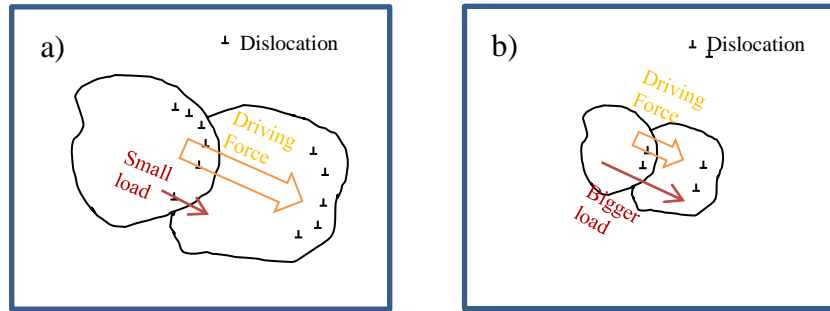 a)
⊥ Dislocation
Driving
Force
Small
load
b)
⊥ Dislocation
Driving
Force
Bigger
load